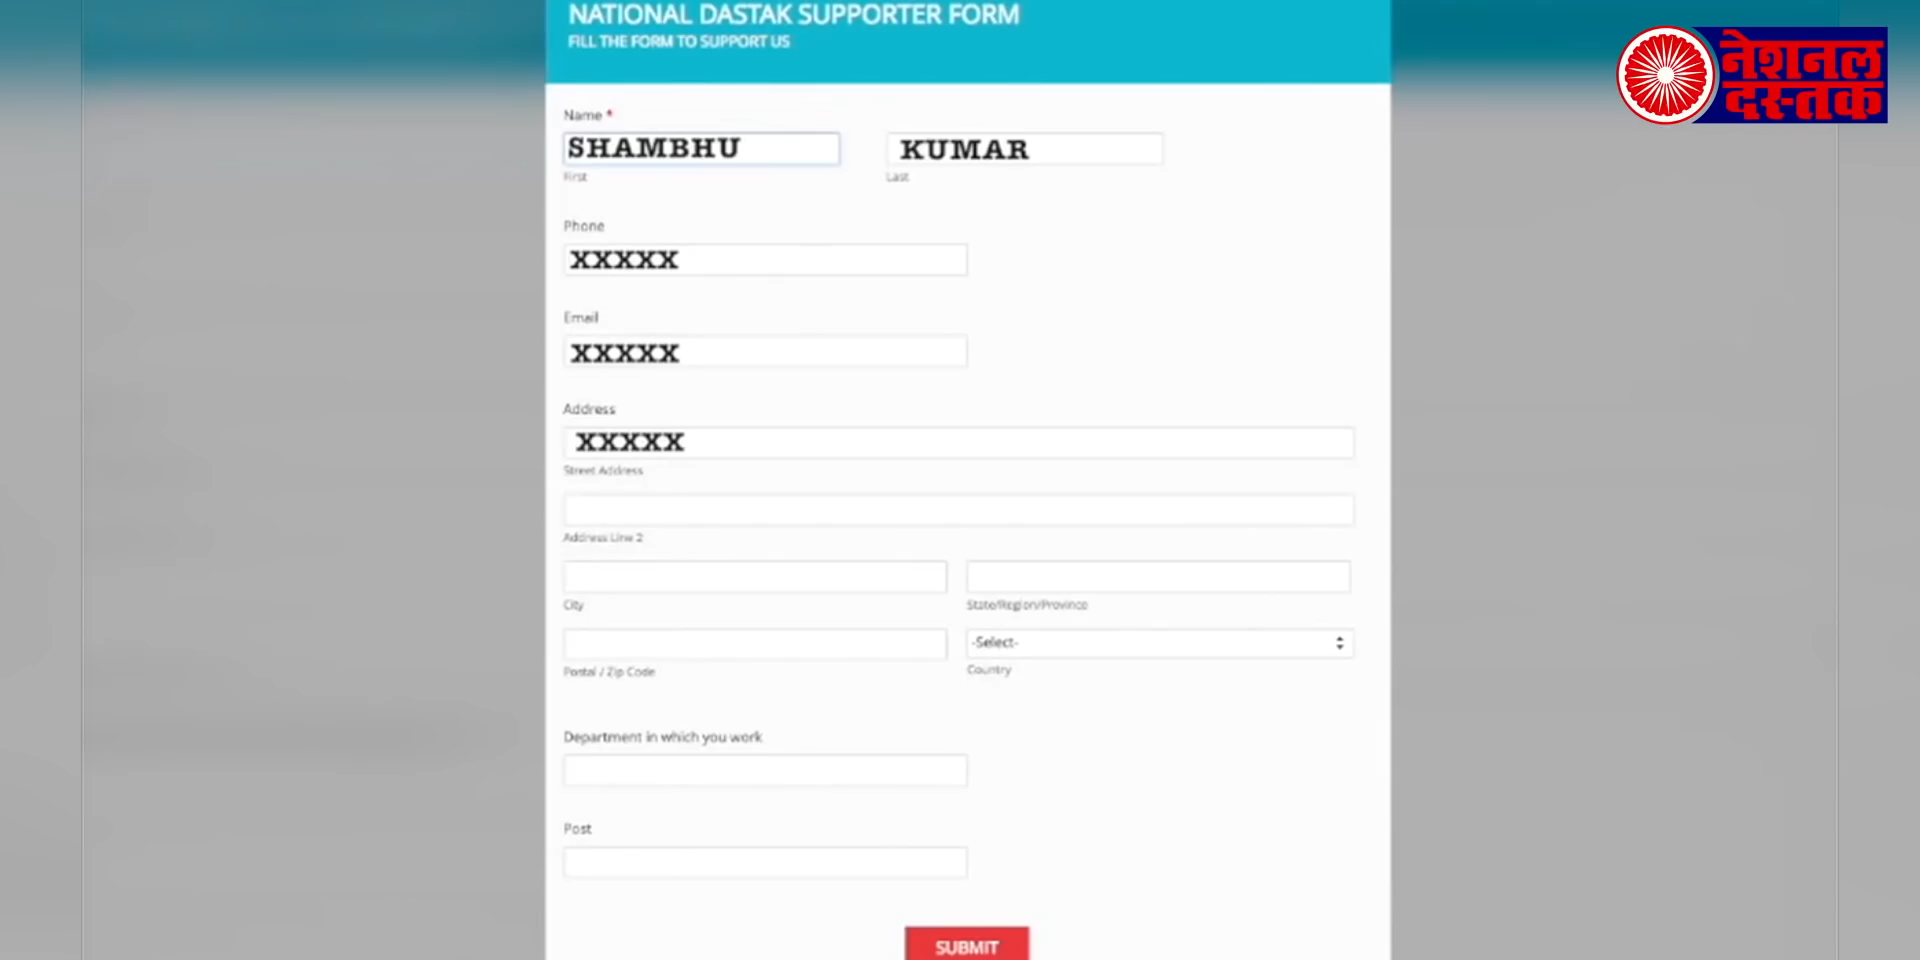 NATIONAL DASTAK SUPPORTER FORM
FILL THE FORM TO SUPPORT US
नेशनल
दस्तक
Name *
SHAMBHU KUMAR
First Last
Phone
XXXXX
Email
XXXXX
Address
XXXXX
Street Address
Address Line 2
City State/Region/Province
-Select-
Postal / Zip Code Country
Department in which you work
Post
SUBMIT